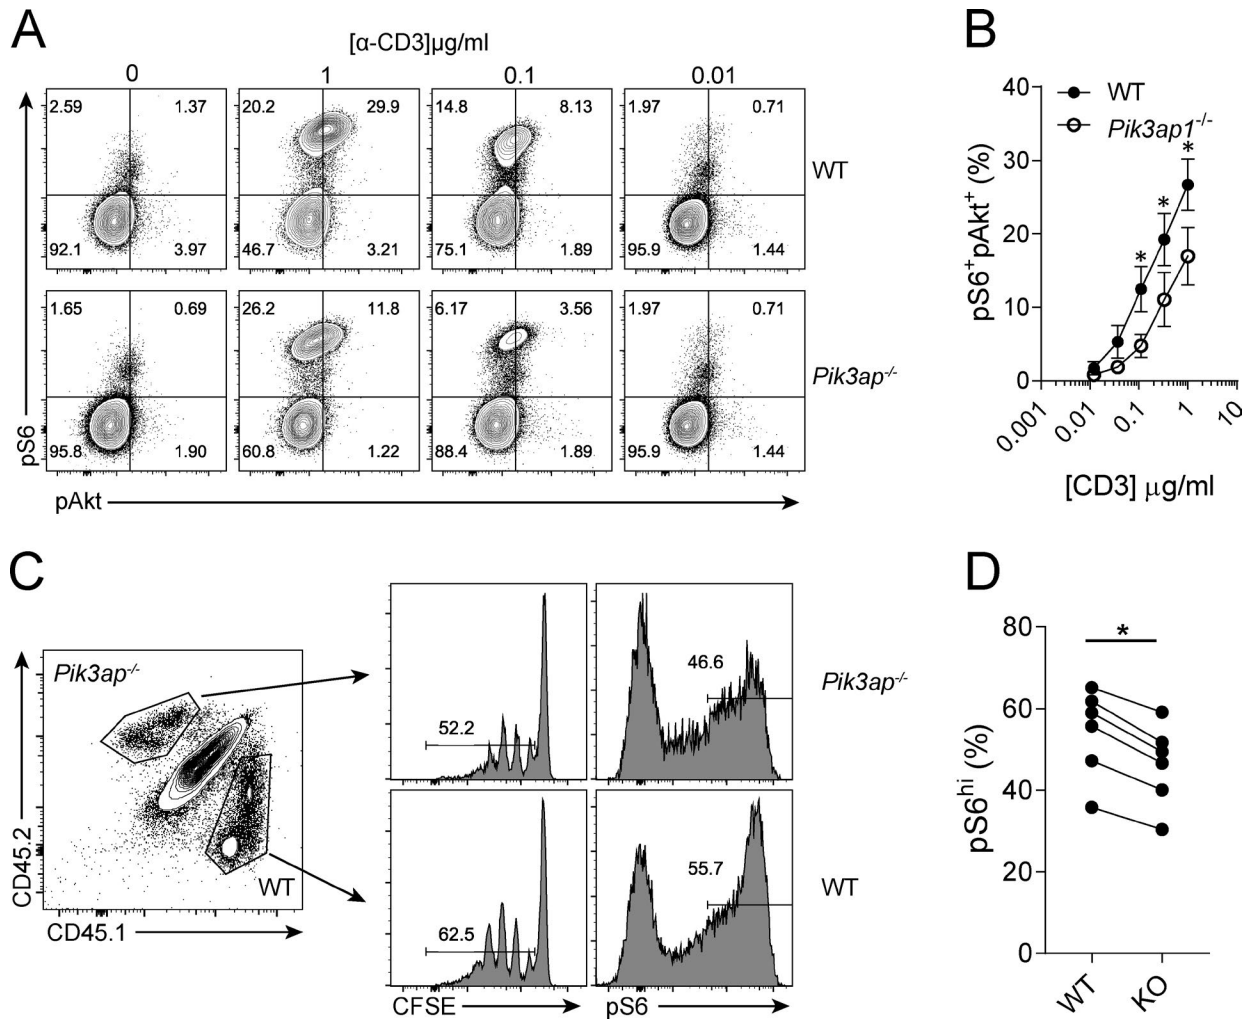 A
[α-CD3]µg/ml
0 1 0.1 0.01
2.59 1.37 20.2 29.9 14.8 8.13 1.97 0.71
WT
92.1 3.97 46.7 3.21 75.1 1.89 95.9 1.44
1.65 0.69 26.2 11.8 6.17 3.56 1.97 0.71
Pik3ap-/-
95.8 1.90 60.8 1.22 88.4 1.89 95.9 1.44
pS6
pAkt
B
WT
Pik3ap1-/-
* * *
pS6+pAkt+ (%)
40
30
20
10
0
0.001 0.01 0.1 1 10
[CD3] µg/ml
C
Pik3ap-/-
WT
CD45.2
CD45.1
52.2 46.6
Pik3ap-/-
62.5 55.7
WT
CFSE pS6
D
*
pS6hi (%)
80
60
40
20
0
WT KO